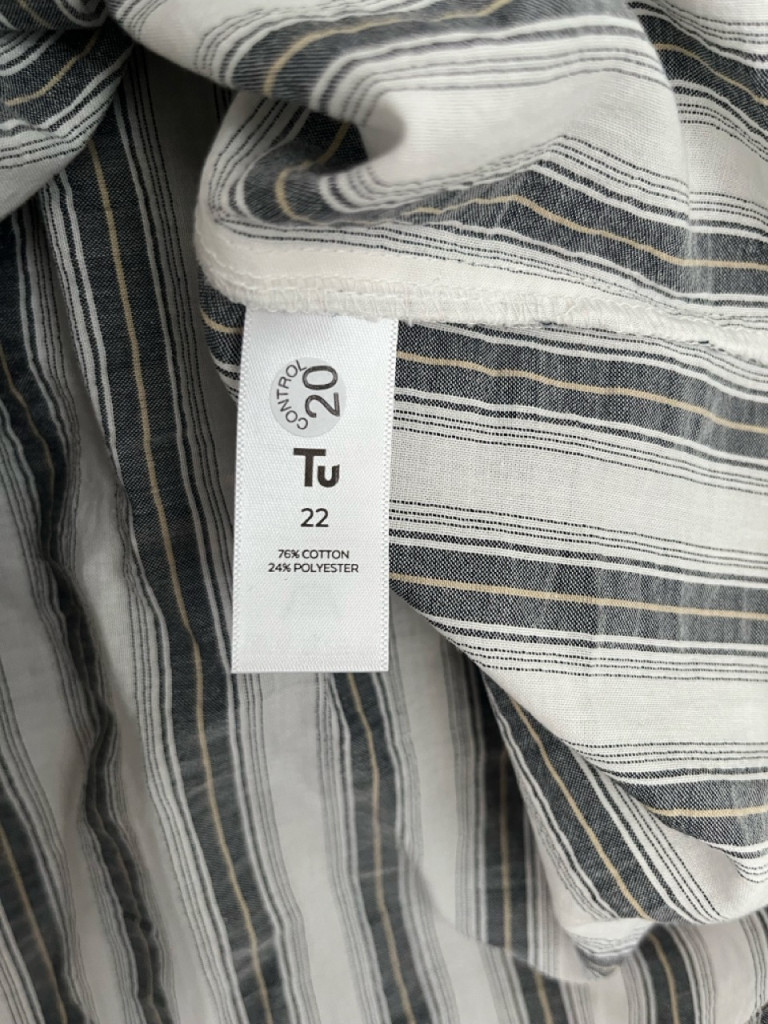 CONTROL
20
Tu
22
76% COTTON
24% POLYESTER